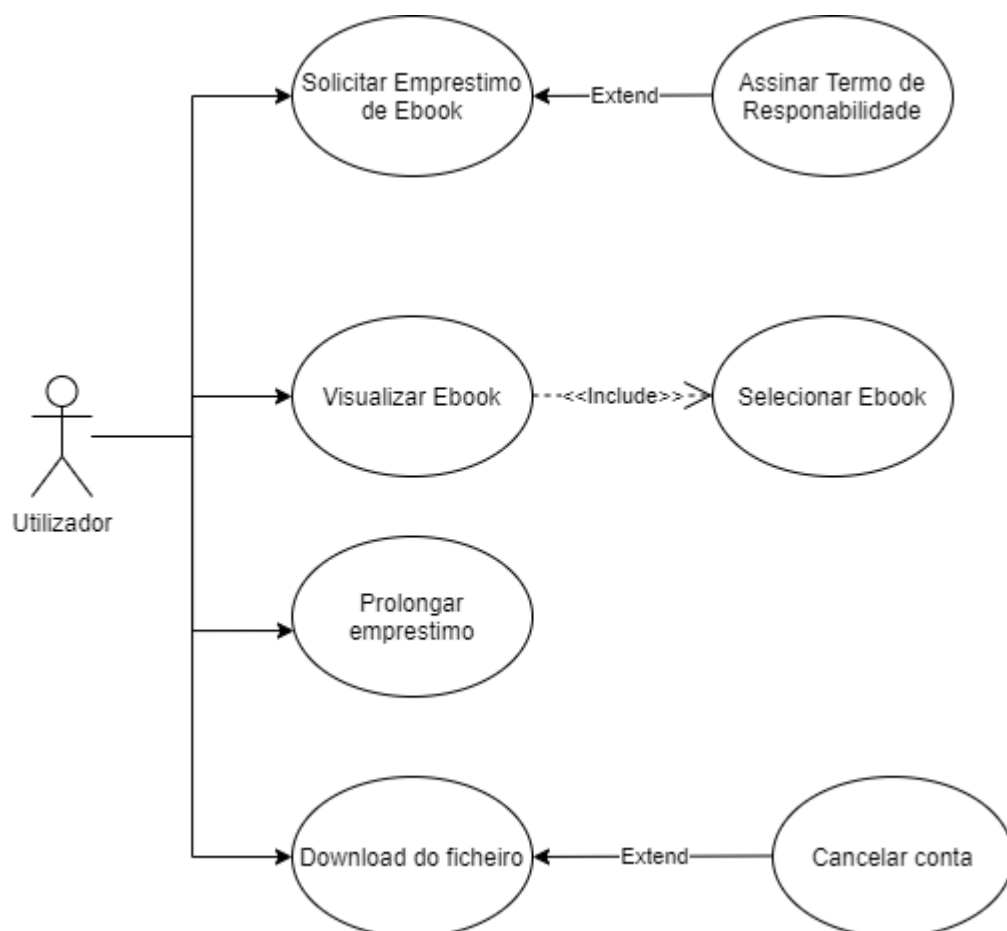 Solicitar Emprestimo
de Ebook
Extend
Assinar Termo de
Responabilidade
Visualizar Ebook
<<Include>>
Selecionar Ebook
Utilizador
Prolongar
emprestimo
Download do ficheiro
Extend
Cancelar conta